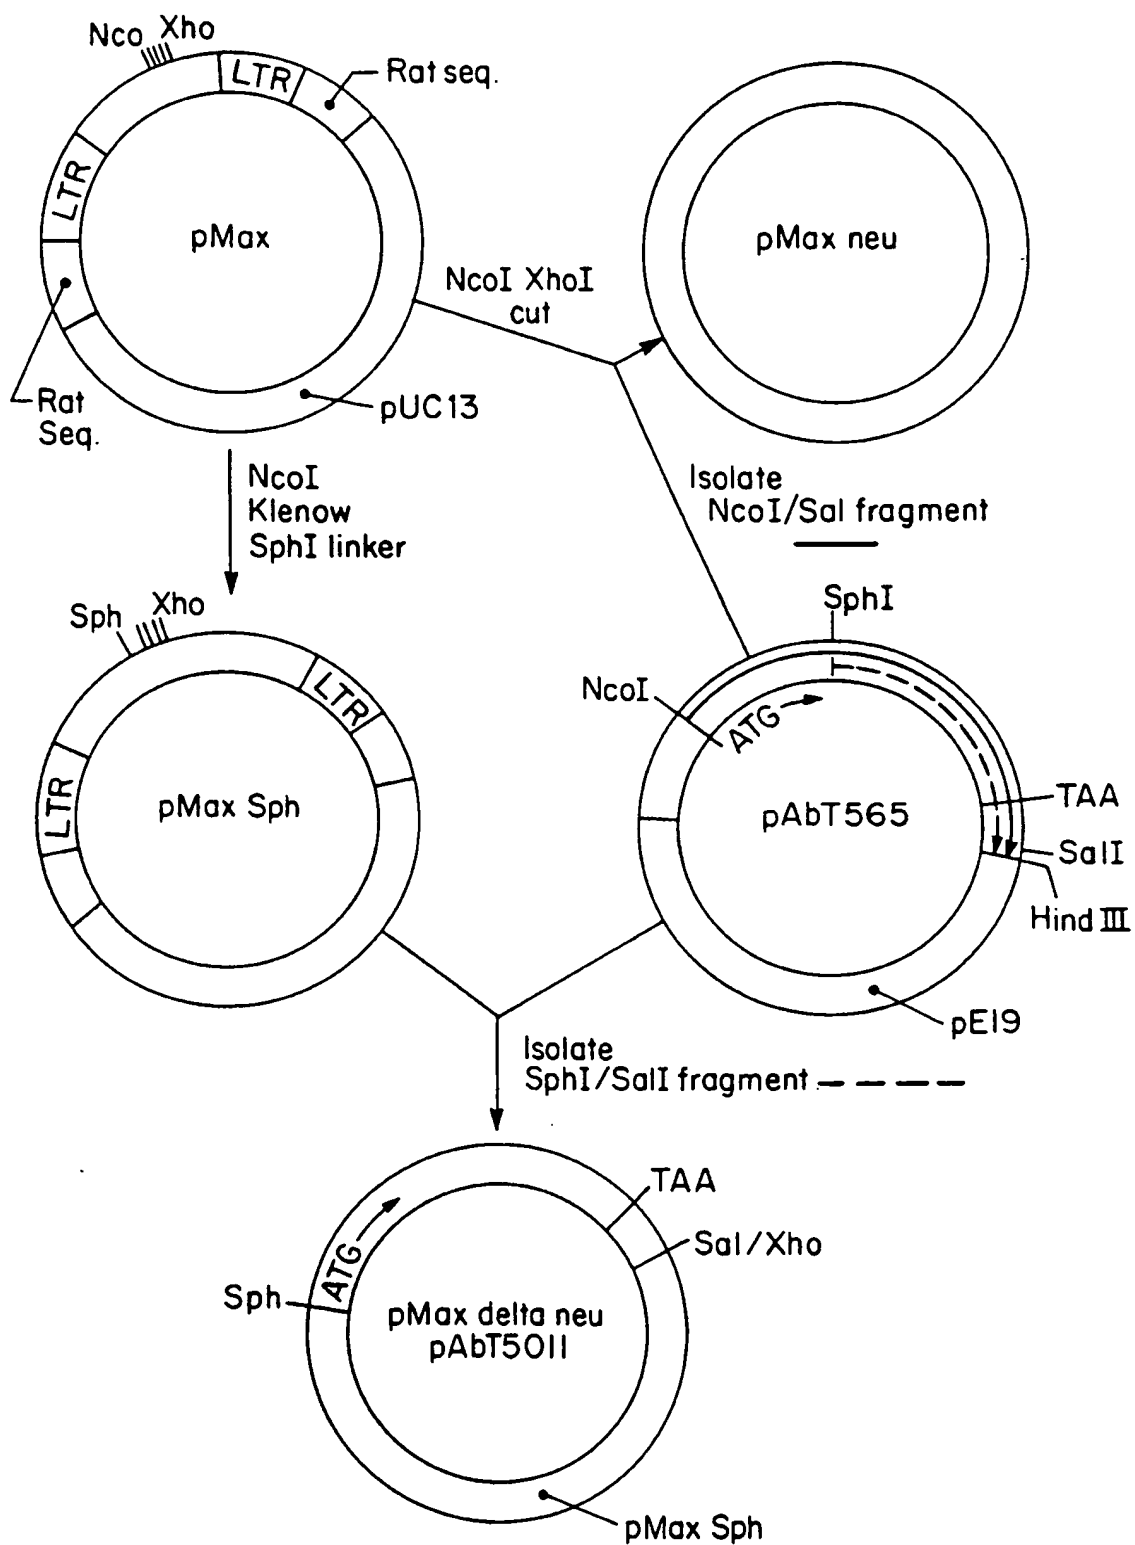 Nco Xho
LTR
Rat seq.
LTR
pMax
Rat
Seq.
pUC13
NcoI XhoI
cut
pMax neu
NcoI
Klenow
SphI linker
Isolate
NcoI/Sal fragment
Sph Xho
LTR
LTR
pMax Sph
SphI
NcoI
ATG
pAbT565
TAA
SalI
Hind III
pE19
Isolate
SphI/SalI fragment
TAA
Sal/Xho
ATG
Sph
pMax delta neu
pAbT5011
pMax Sph